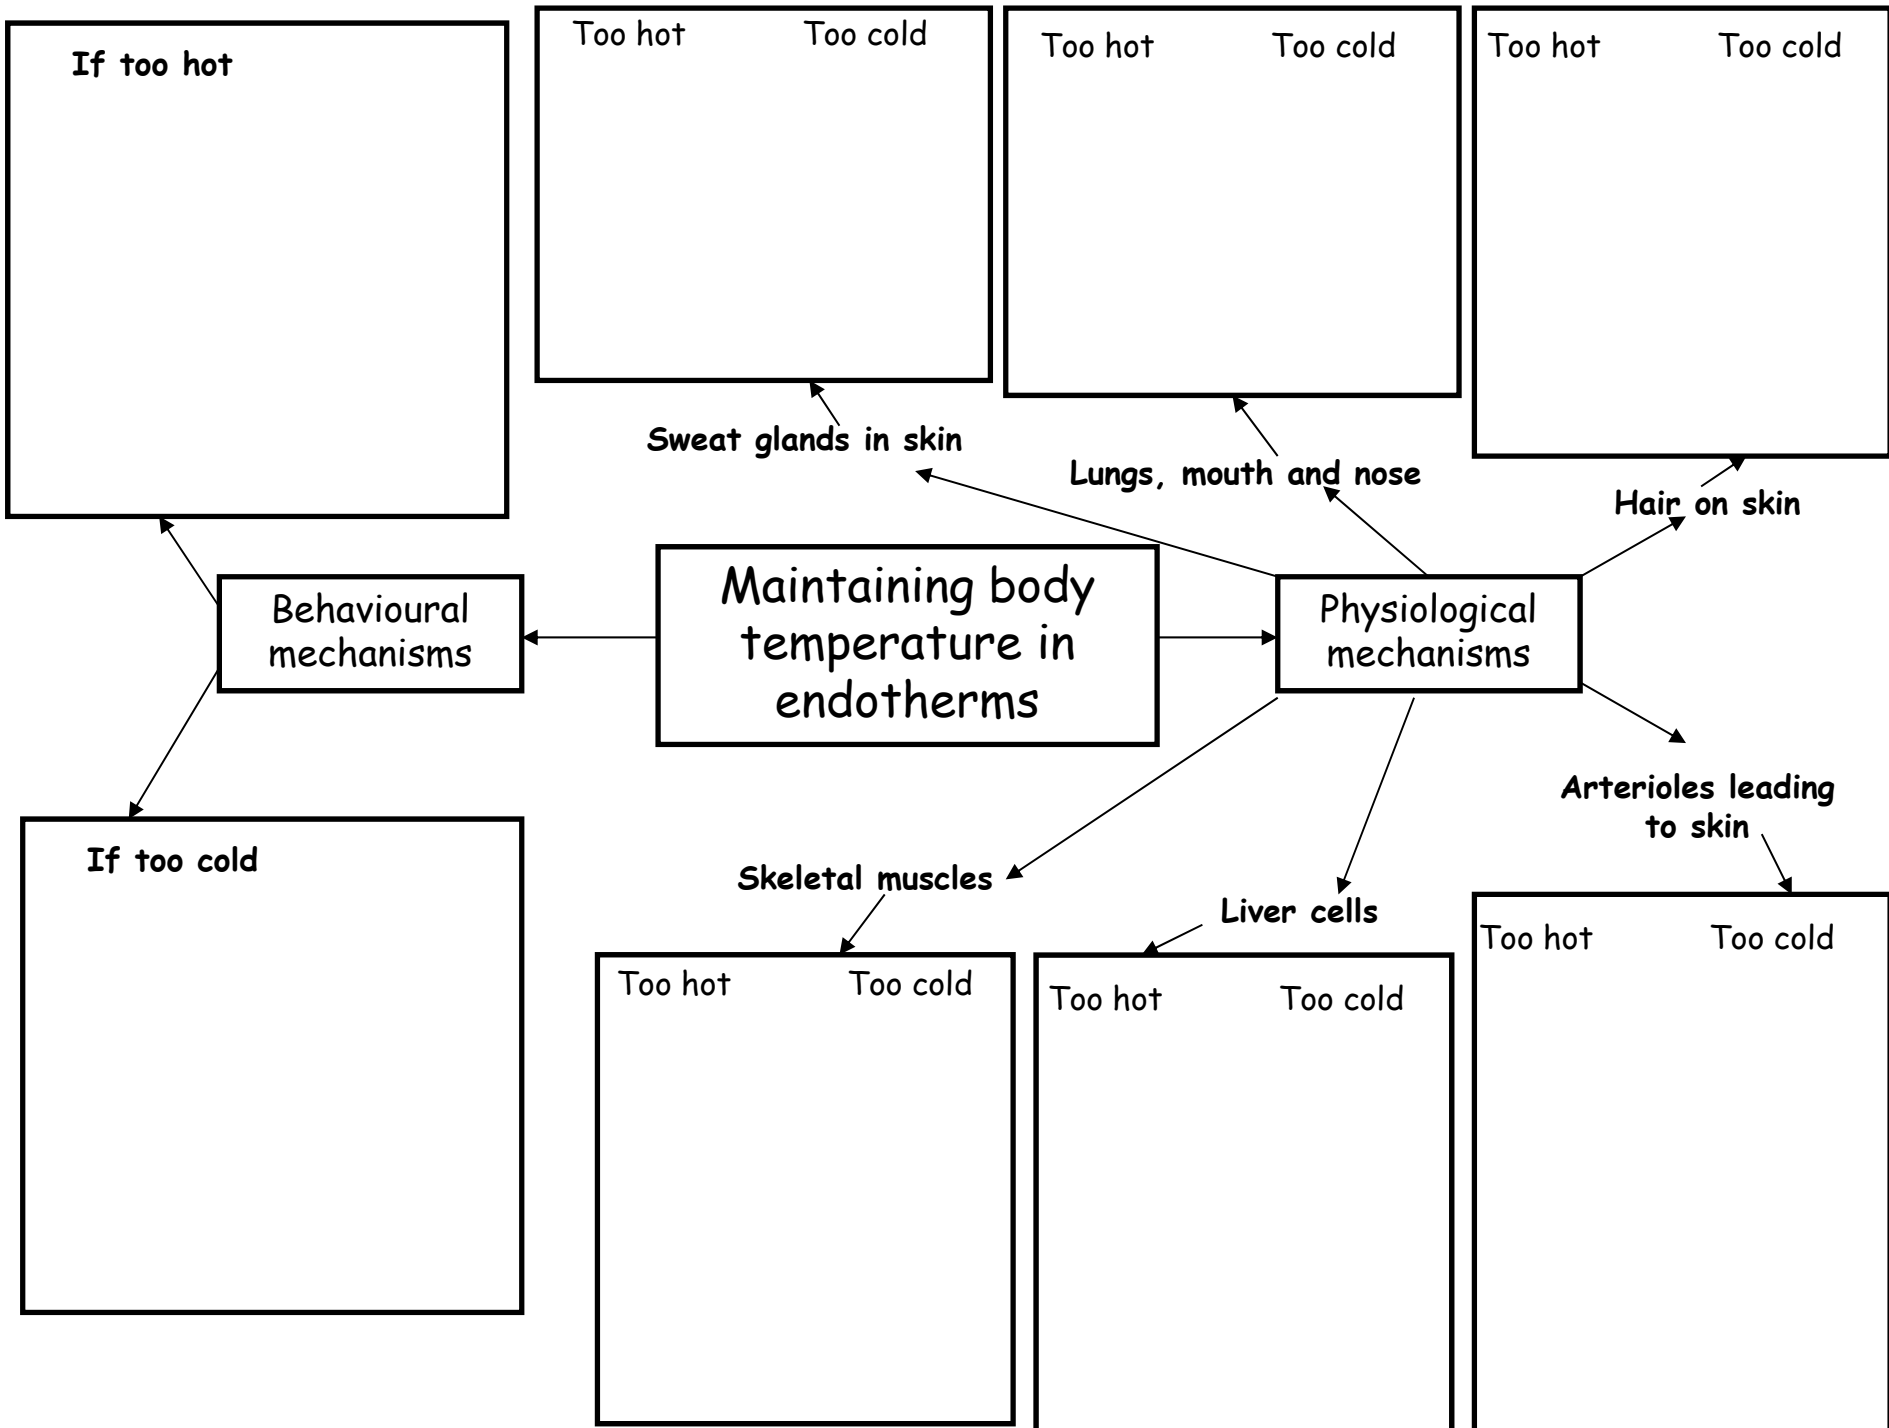 If too hot
Too hot Too cold
Too hot Too cold
Too hot Too cold
Sweat glands in skin
Lungs, mouth and nose
Hair on skin
Behavioural
mechanisms
Maintaining body
temperature in
endotherms
Physiological
mechanisms
Arterioles leading
to skin
If too cold
Skeletal muscles
Liver cells
Too hot Too cold
Too hot Too cold
Too hot Too cold